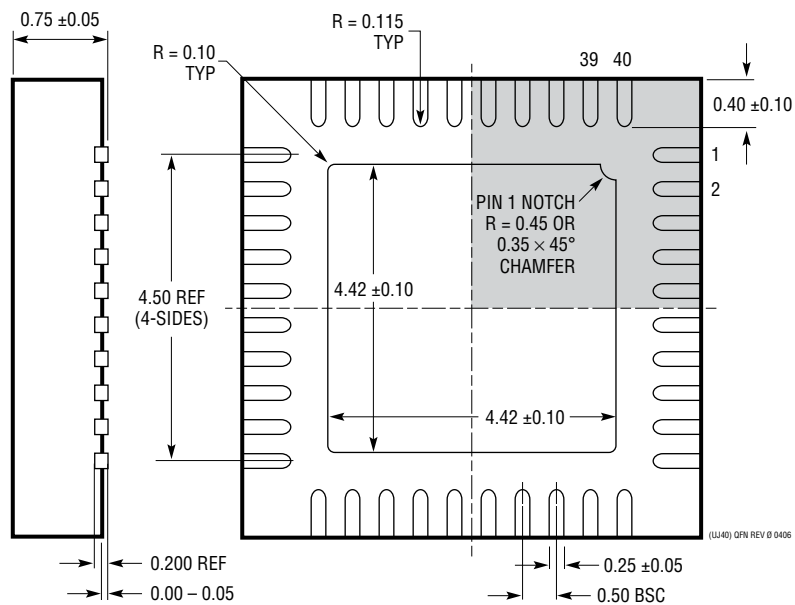 0.75 ±0.05
R = 0.10
TYP
R = 0.115
TYP
39 40
0.40 ±0.10
1
2
PIN 1 NOTCH
R = 0.45 OR
0.35 × 45°
CHAMFER
4.50 REF
(4-SIDES)
4.42 ±0.10
4.42 ±0.10
(UJ40) QFN REV Ø 0406
0.200 REF
0.00 – 0.05
0.25 ±0.05
0.50 BSC